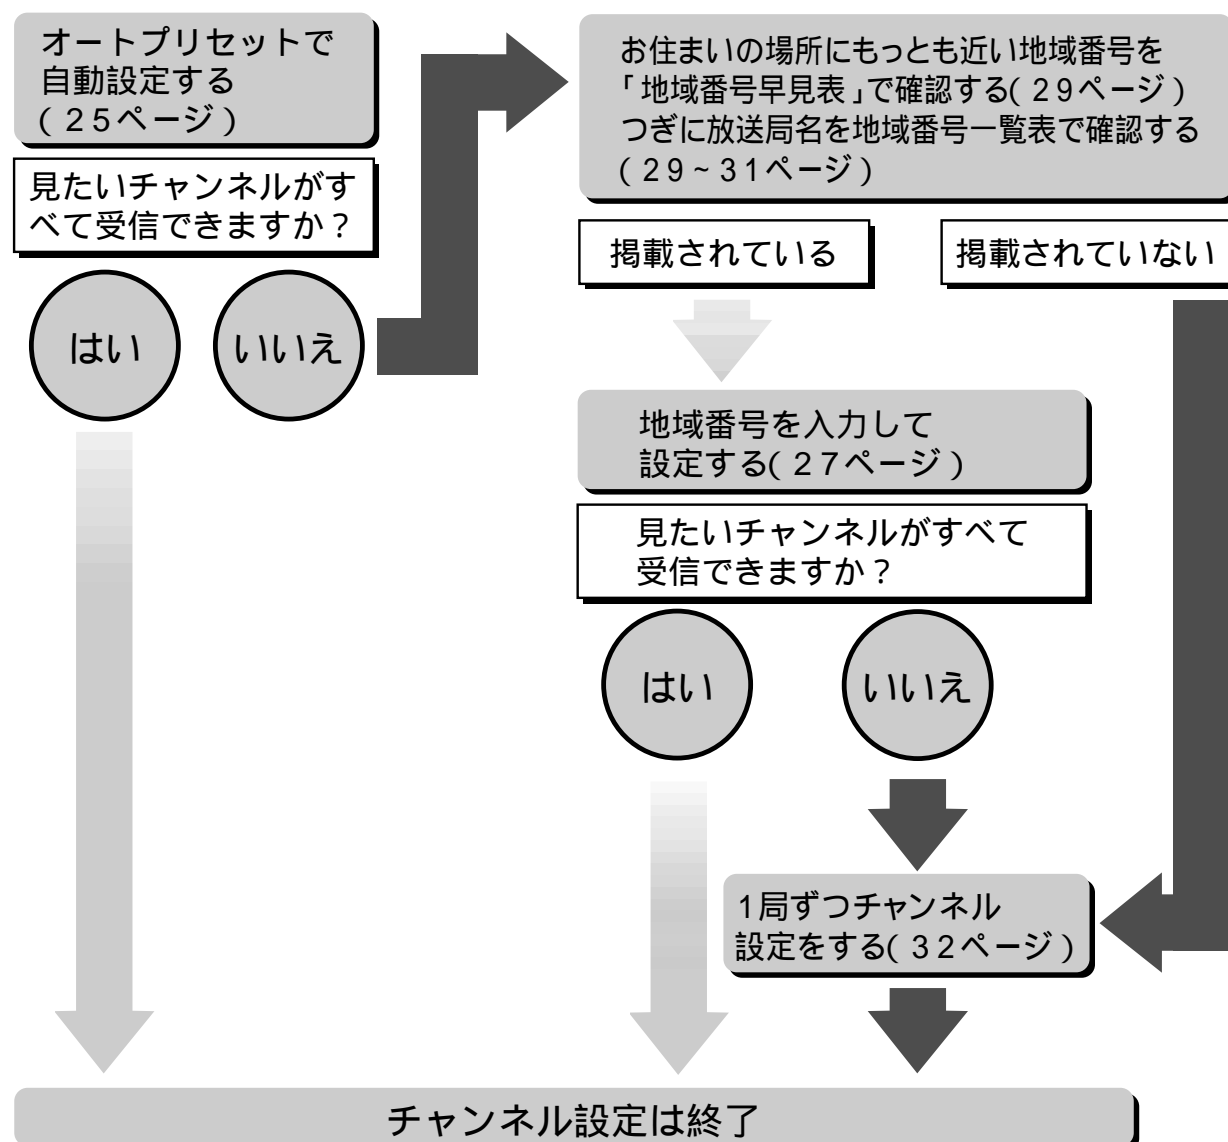 オートプリセットで
自動設定する
(25ページ)
見たいチャンネルがす
べて受信できますか?
はい
いいえ
お住まいの場所にもっとも近い地域番号を
「地域番号早見表」で確認する(29ページ)
つぎに放送局名を地域番号一覧表で確認する
(29~31ページ)
掲載されている
掲載されていない
地域番号を入力して
設定する(27ページ)
見たいチャンネルがすべて
受信できますか?
はい
いいえ
1局ずつチャンネル
設定をする(32ページ)
チャンネル設定は終了